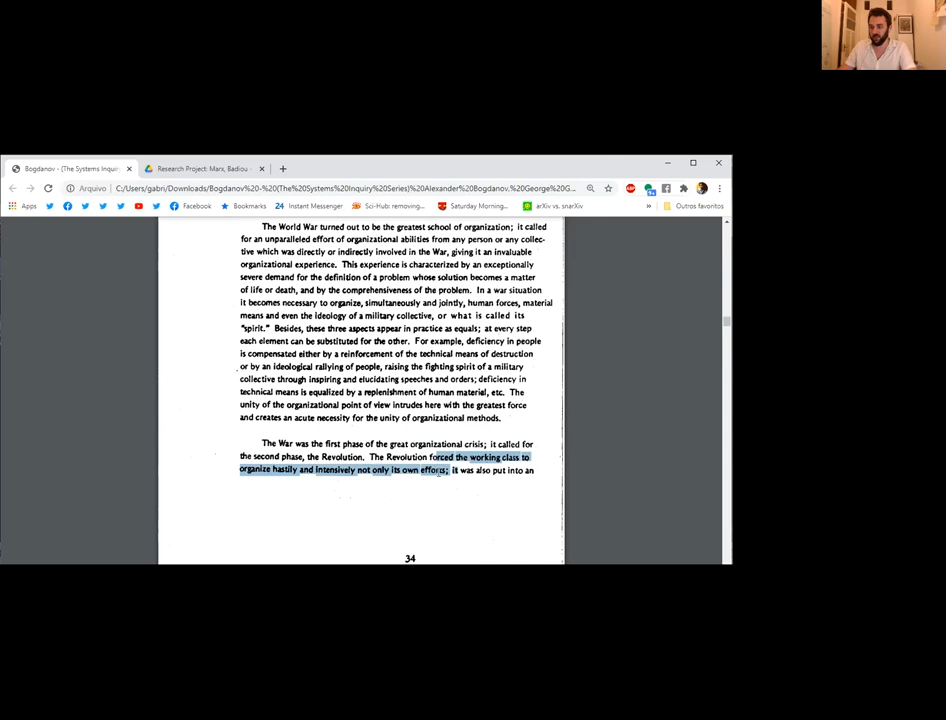 Bogdanov - (The Systems Inquiry
Research Project: Marx, Badiou -
Arquivo C:/Users/gabri/Downloads/Bogdanov%20-%20(The%20Systems%20Inquiry%20Series)%20Alexander%20Bogdanov,%20George%20G...
Apps Facebook Bookmarks 24 Instant Messenger Sci-Hub: removing... Saturday Morning... arXiv vs. snarXiv » Outros favoritos
The World War turned out to be the greatest school of organization; it called
for an unparalleled effort of organizational abilities from any person or any collec-
tive which was directly or indirectly involved in the War, giving it an invaluable
organizational experience. This experience is characterized by an exceptionally
severe demand for the definition of a problem whose solution becomes a matter
of life or death, and by the comprehensiveness of the problem. In a war situation
it becomes necessary to organize, simultaneously and jointly, human forces, material
means and even the ideology of a military collective, or what is called its
"spirit." Besides, these three aspects appear in practice as equals; at every step
each element can be substituted for the other. For example, deficiency in people
is compensated either by a reinforcement of the technical means of destruction
or by an ideological rallying of people, raising the fighting spirit of a military
collective through inspiring and elucidating speeches and orders; deficiency in
technical means is equalized by a replenishment of human material, etc. The
unity of the organizational point of view intrudes here with the greatest force
and creates an acute necessity for the unity of organizational methods.
The War was the first phase of the great organizational crisis; it called for
the second phase, the Revolution. The Revolution forced the working class to
organize hastily and intensively not only its own efforts; it was also put into an
34